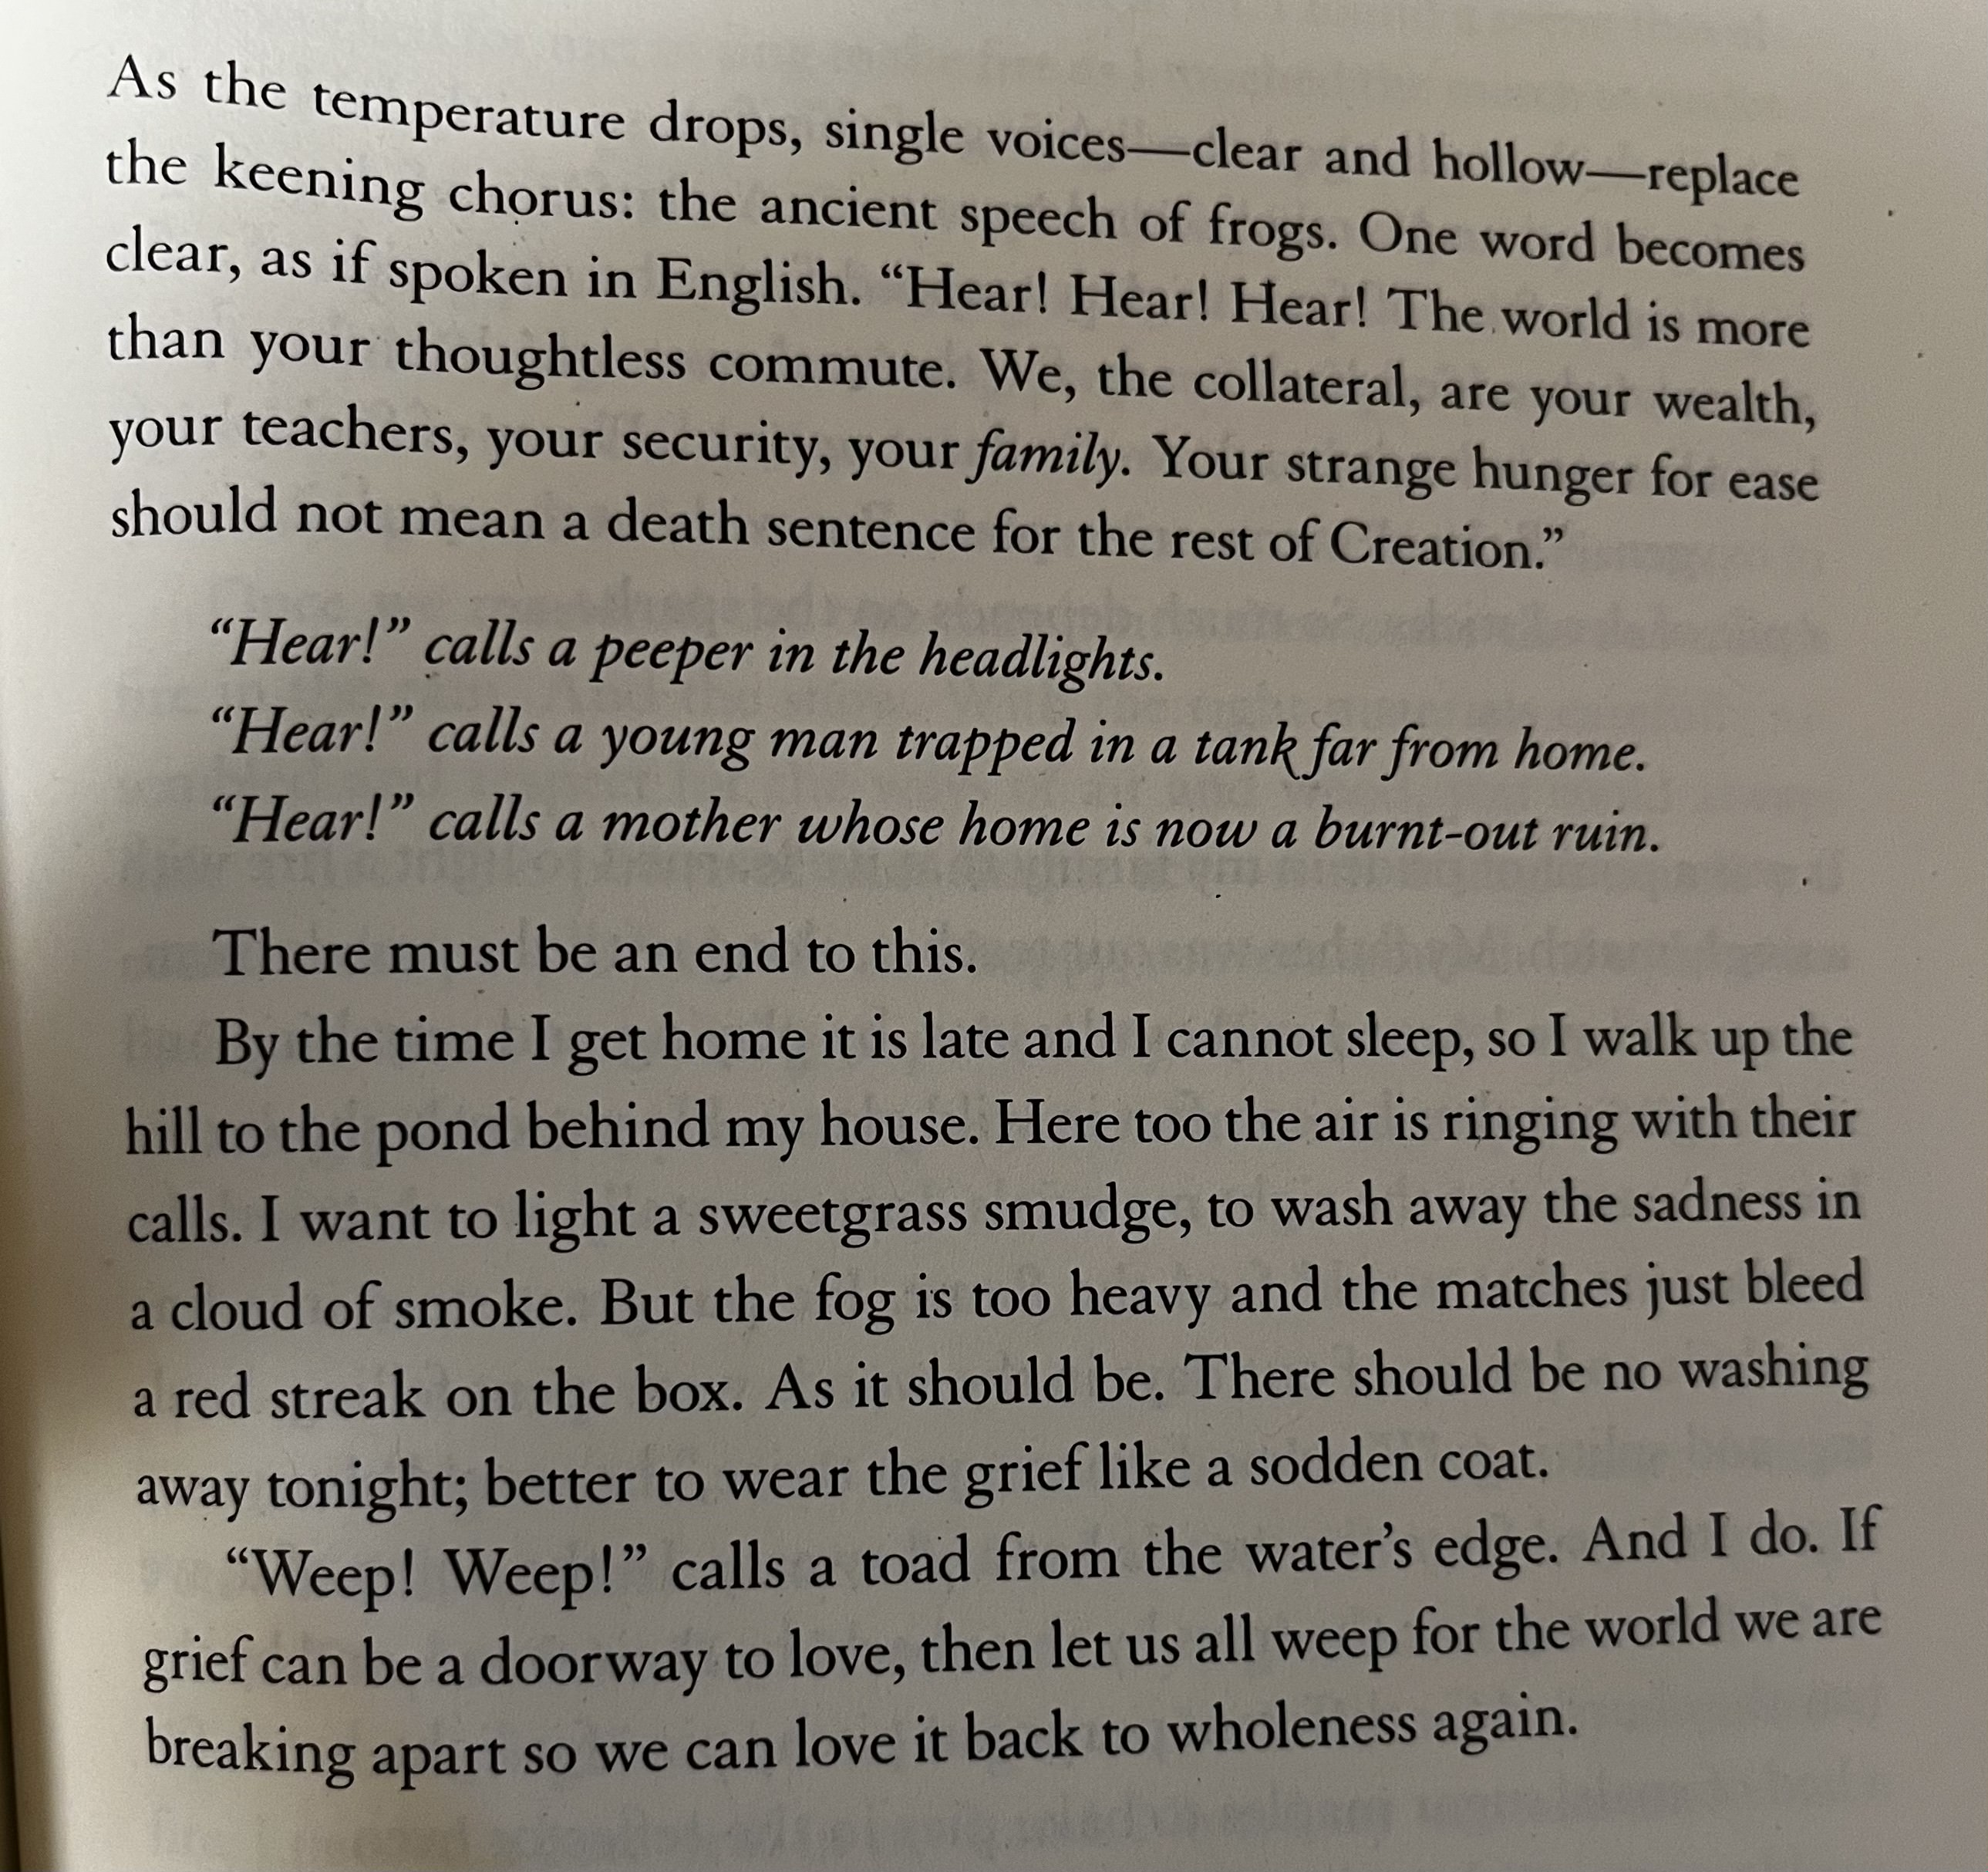 As the temperature drops, single voices—clear and hollow—replace
the keening chorus: the ancient speech of frogs. One word becomes
clear, as if spoken in English. “Hear! Hear! Hear! The world is more
than your thoughtless commute. We, the collateral, are your wealth,
your teachers, your security, your family. Your strange hunger for ease
should not mean a death sentence for the rest of Creation.”
“Hear!” calls a peeper in the headlights.
“Hear!” calls a young man trapped in a tank far from home.
“Hear!” calls a mother whose home is now a burnt-out ruin.
There must be an end to this.
By the time I get home it is late and I cannot sleep, so I walk up the
hill to the pond behind my house. Here too the air is ringing with their
calls. I want to light a sweetgrass smudge, to wash away the sadness in
a cloud of smoke. But the fog is too heavy and the matches just bleed
a red streak on the box. As it should be. There should be no washing
away tonight; better to wear the grief like a sodden coat.
“Weep! Weep!” calls a toad from the water’s edge. And I do. If
grief can be a doorway to love, then let us all weep for the world we are
breaking apart so we can love it back to wholeness again.